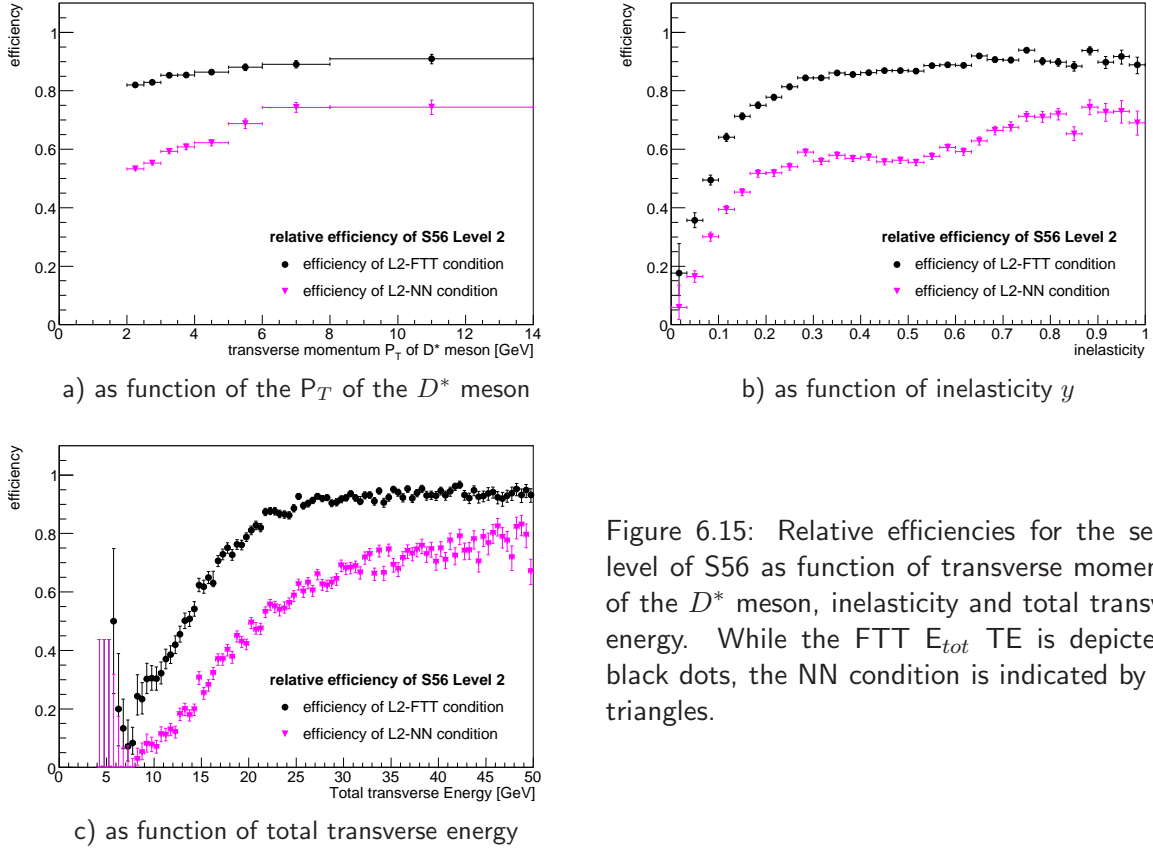 efficiency
1
0.8
0.6
0.4
0.2
0
relative efficiency of S56 Level 2
efficiency of L2-FTT condition
efficiency of L2-NN condition
0 2 4 6 8 10 12 14
transverse momentum P_T of D* meson [GeV]
a) as function of the P_T of the D* meson
efficiency
1
0.8
0.6
0.4
0.2
0
relative efficiency of S56 Level 2
efficiency of L2-FTT condition
efficiency of L2-NN condition
0 0.1 0.2 0.3 0.4 0.5 0.6 0.7 0.8 0.9 1
inelasticity
b) as function of inelasticity y
efficiency
1
0.8
0.6
0.4
0.2
0
relative efficiency of S56 Level 2
efficiency of L2-FTT condition
efficiency of L2-NN condition
0 5 10 15 20 25 30 35 40 45 50
Total transverse Energy [GeV]
c) as function of total transverse energy
Figure 6.15: Relative efficiencies for the se
level of S56 as function of transverse momen
of the D* meson, inelasticity and total transv
energy. While the FTT E_tot TE is depicte
black dots, the NN condition is indicated by
triangles.